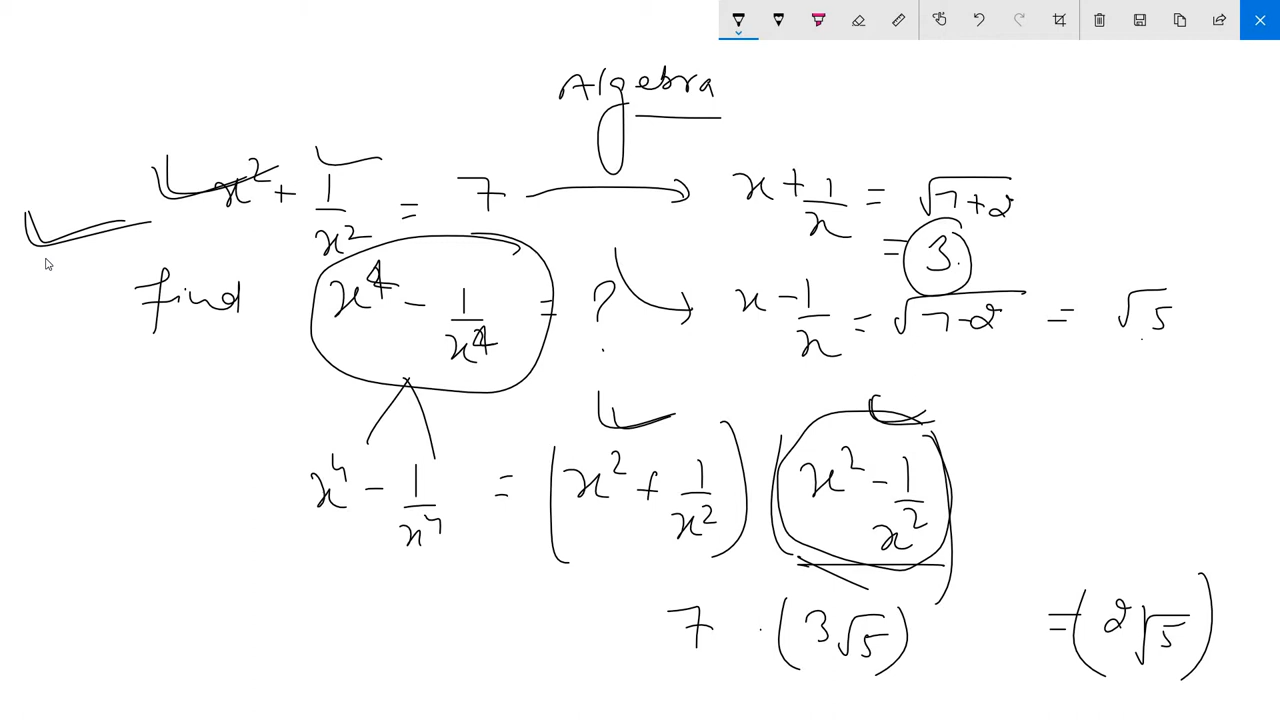 Algebra
x² + 1/x² = 7 → x + 1/x = √7+2
= 3.
find x⁴ - 1/x⁴ = ? x - 1/x = √7-2 = √5
x⁴ - 1/x⁴ = (x² + 1/x²) (x² - 1/x²)
7 . (3√5) = (2√5)